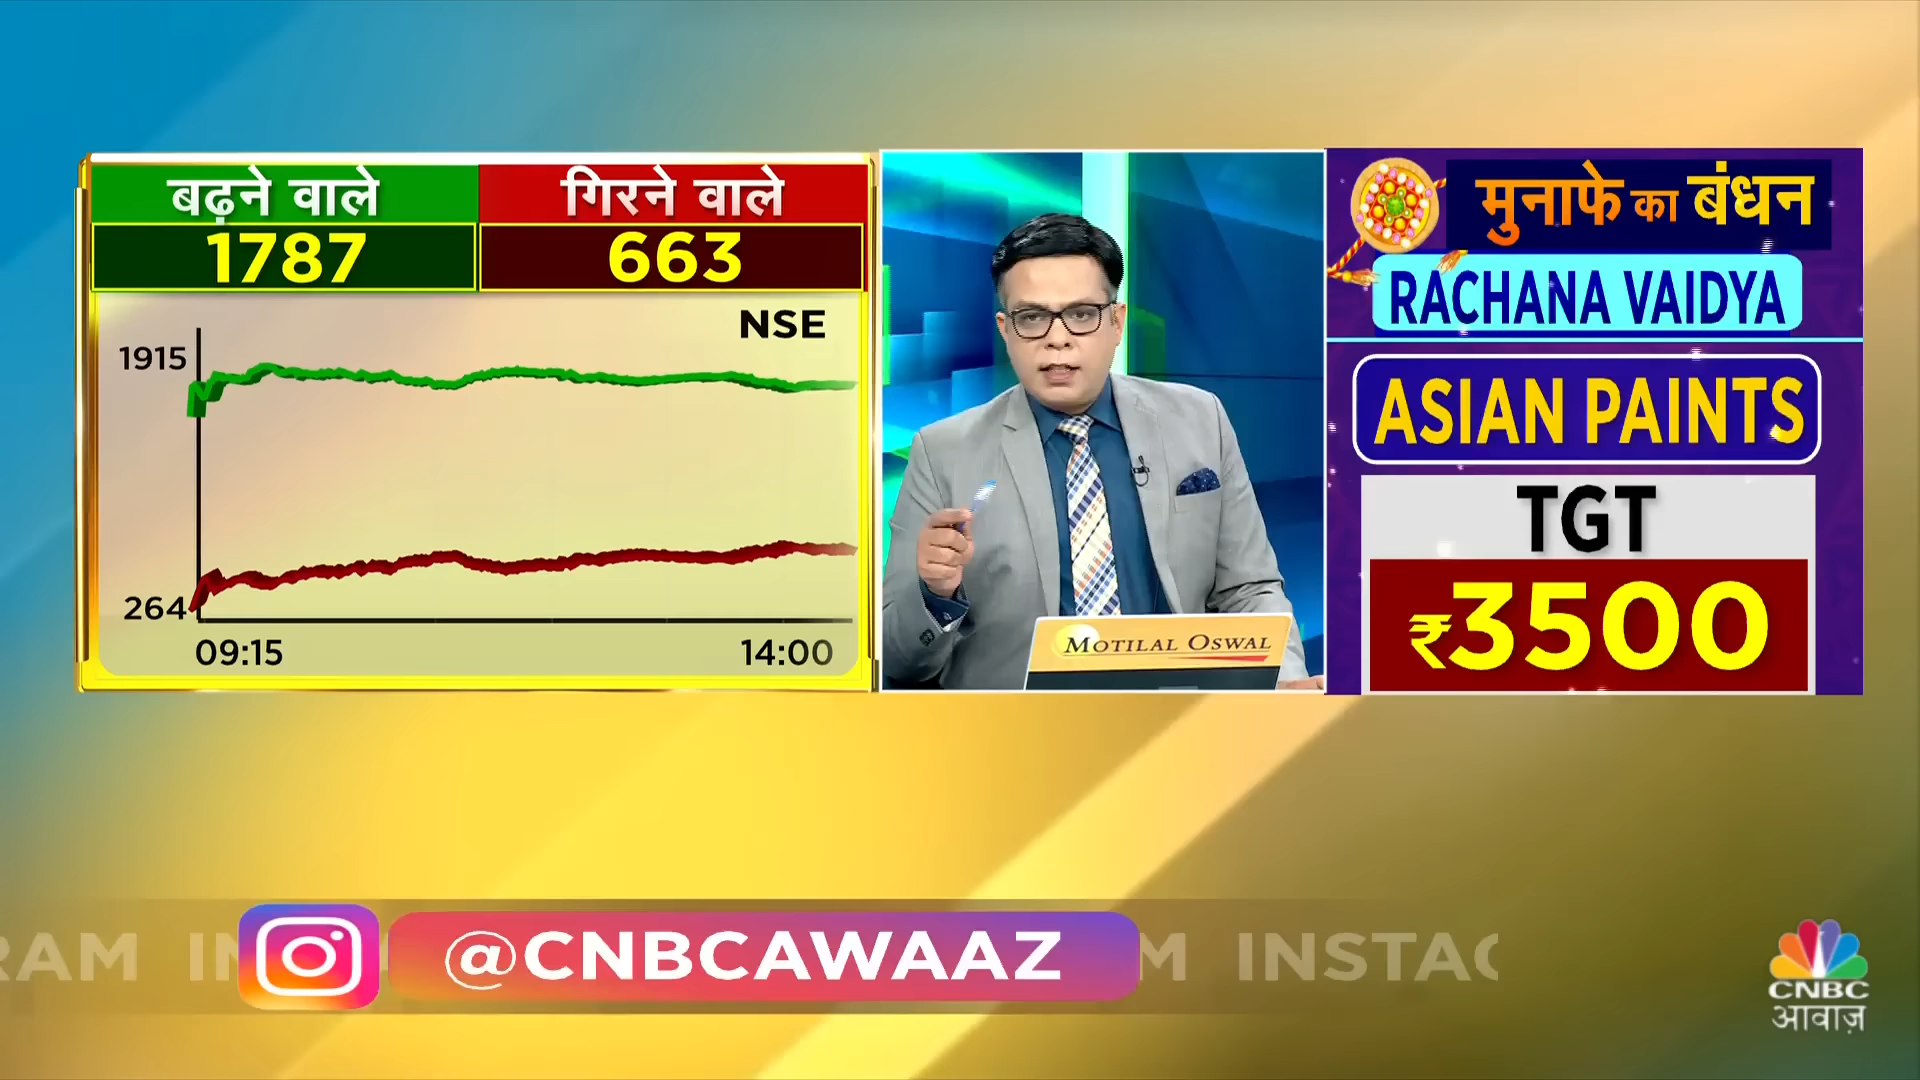 बढ़ने वाले
गिरने वाले
1787
663
NSE
1915
264
09:15
14:00
MOTILAL OSWAL
मुनाफे का बंधन
RACHANA VAIDYA
ASIAN PAINTS
TGT
₹3500
RAM
@CNBCAWAAZ
M INSTAG
CNBC
आवाज़